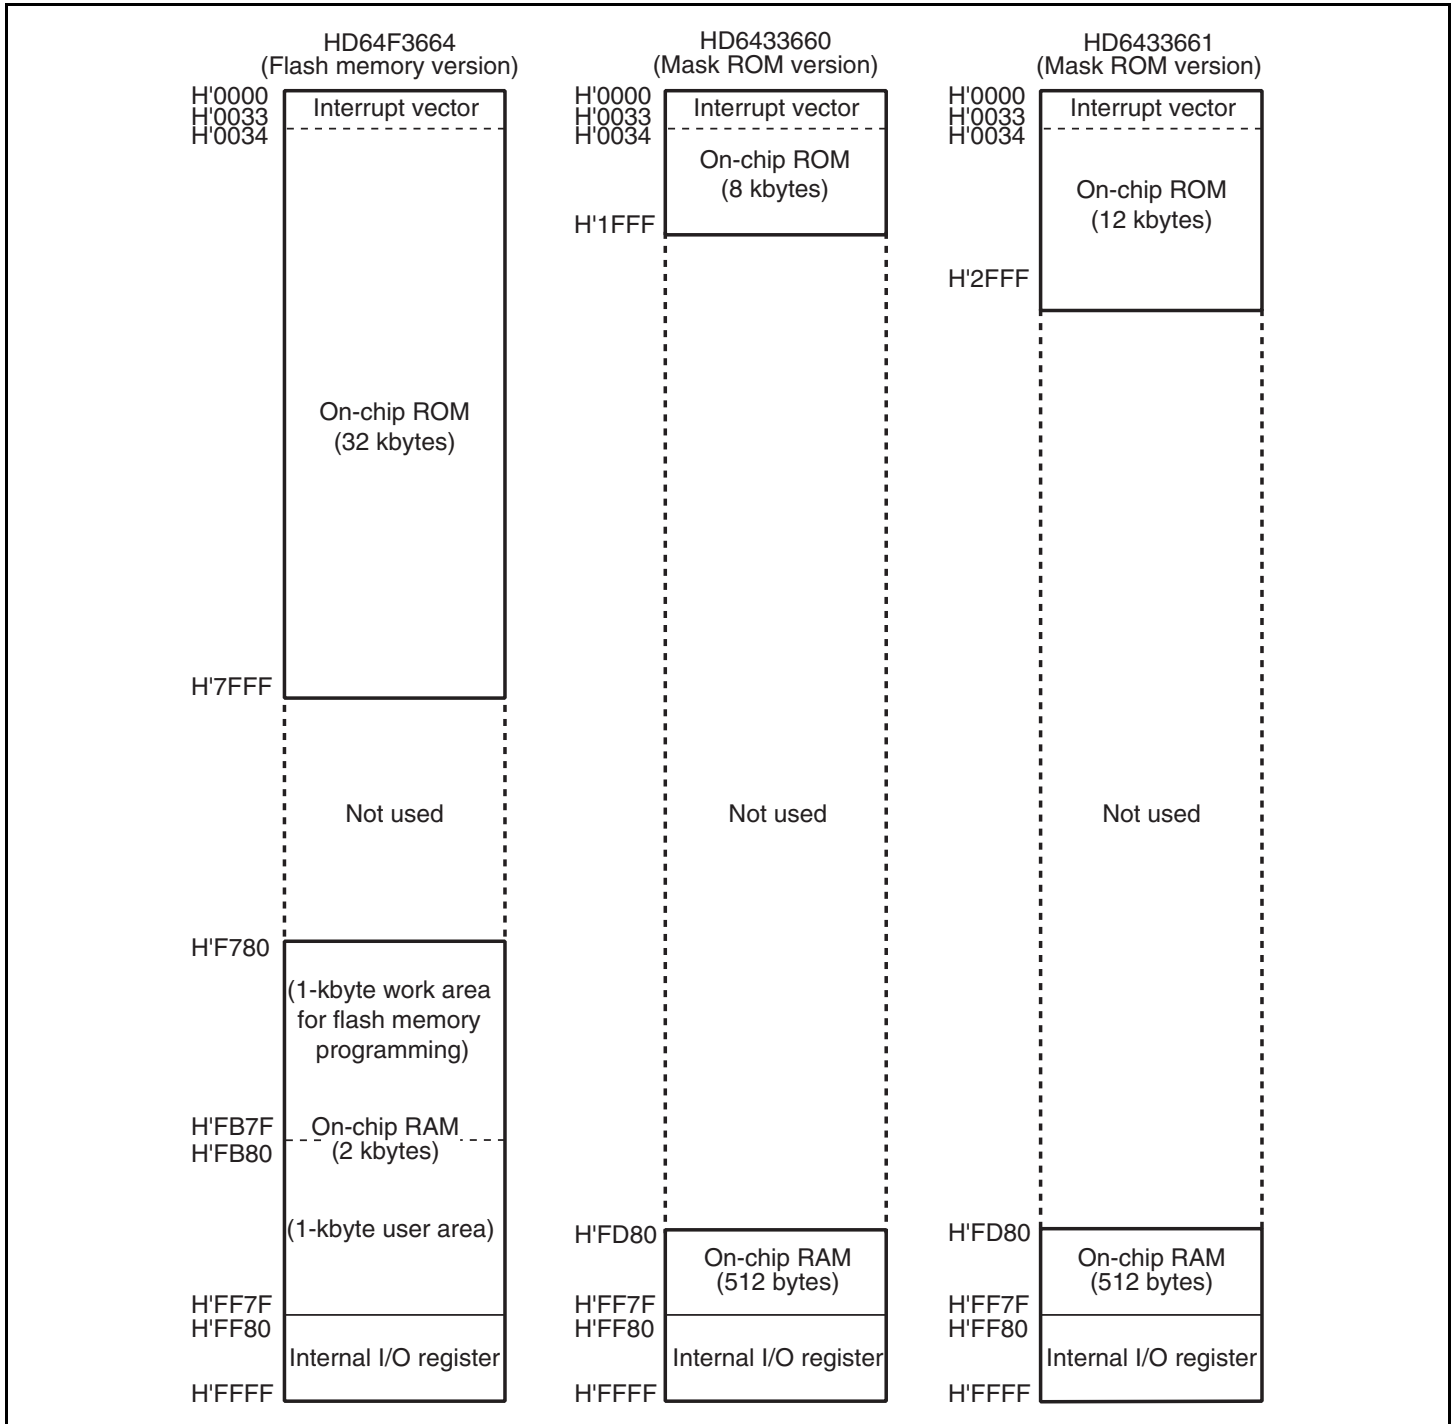 HD64F3664
(Flash memory version)
H'0000
H'0033
H'0034
Interrupt vector
On-chip ROM
(32 kbytes)
H'7FFF
Not used
H'F780
(1-kbyte work area
for flash memory
programming)
H'FB7F
On-chip RAM
H'FB80
(2 kbytes)
(1-kbyte user area)
H'FF7F
H'FF80
Internal I/O register
H'FFFF
HD6433660
(Mask ROM version)
H'0000
H'0033
H'0034
Interrupt vector
On-chip ROM
(8 kbytes)
H'1FFF
Not used
H'FD80
On-chip RAM
(512 bytes)
H'FF7F
H'FF80
Internal I/O register
H'FFFF
HD6433661
(Mask ROM version)
H'0000
H'0033
H'0034
Interrupt vector
On-chip ROM
(12 kbytes)
H'2FFF
Not used
H'FD80
On-chip RAM
(512 bytes)
H'FF7F
H'FF80
Internal I/O register
H'FFFF